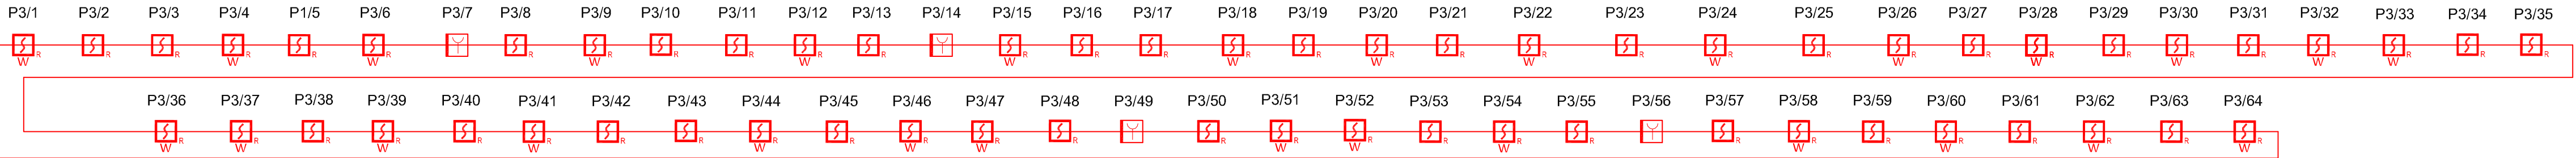 P3/1 P3/2 P3/3 P3/4 P1/5 P3/6 P3/7 P3/8 P3/9 P3/10 P3/11 P3/12 P3/13 P3/14 P3/15 P3/16 P3/17 P3/18 P3/19 P3/20 P3/21 P3/22 P3/23 P3/24 P3/25 P3/26 P3/27 P3/28 P3/29 P3/30 P3/31 P3/32 P3/33 P3/34 P3/35
R R R R R R R R R R R R R R R R R R R R R R R R R R R R R R R R R
W W W W W W W W W W W W W W W
P3/36 P3/37 P3/38 P3/39 P3/40 P3/41 P3/42 P3/43 P3/44 P3/45 P3/46 P3/47 P3/48 P3/49 P3/50 P3/51 P3/52 P3/53 P3/54 P3/55 P3/56 P3/57 P3/58 P3/59 P3/60 P3/61 P3/62 P3/63 P3/64
R R R R R R R R R R R R R R R R R R R R R R R R R R R
W W W W W W W W W W W W W W